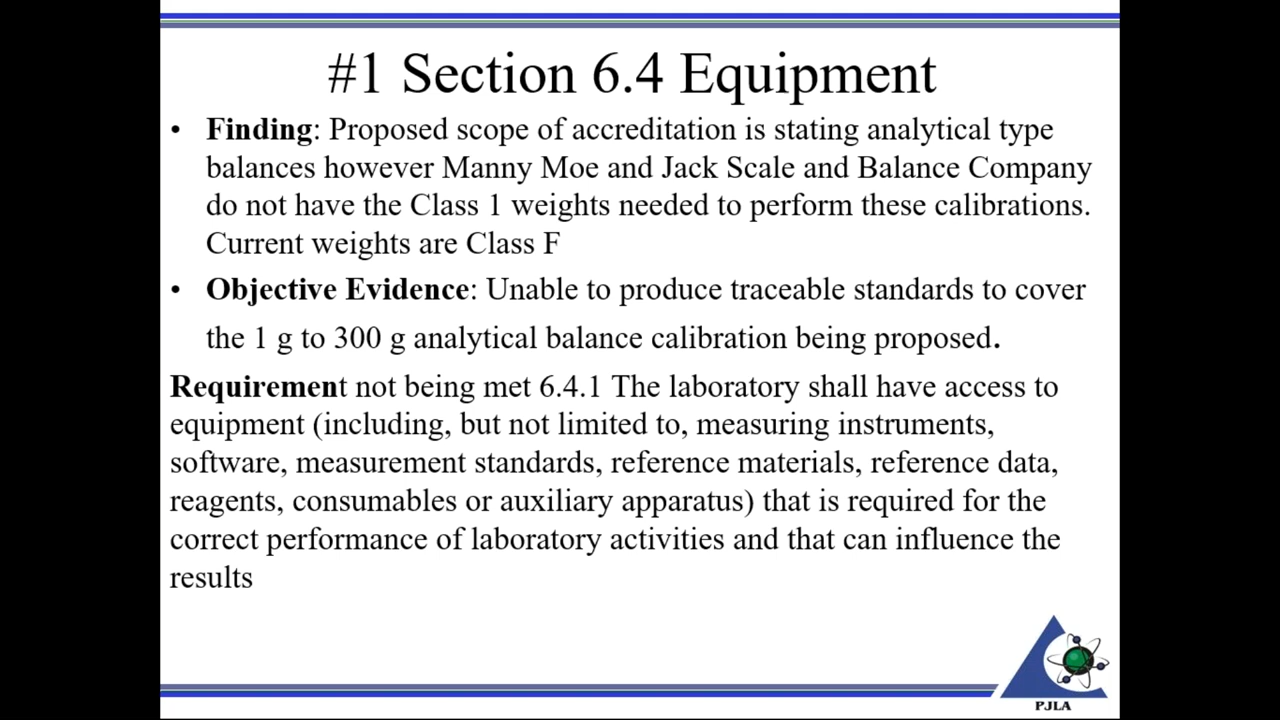 #1 Section 6.4 Equipment
• Finding: Proposed scope of accreditation is stating analytical type
balances however Manny Moe and Jack Scale and Balance Company
do not have the Class 1 weights needed to perform these calibrations.
Current weights are Class F
• Objective Evidence: Unable to produce traceable standards to cover
the 1 g to 300 g analytical balance calibration being proposed.
Requirement not being met 6.4.1 The laboratory shall have access to
equipment (including, but not limited to, measuring instruments,
software, measurement standards, reference materials, reference data,
reagents, consumables or auxiliary apparatus) that is required for the
correct performance of laboratory activities and that can influence the
results
PJLA